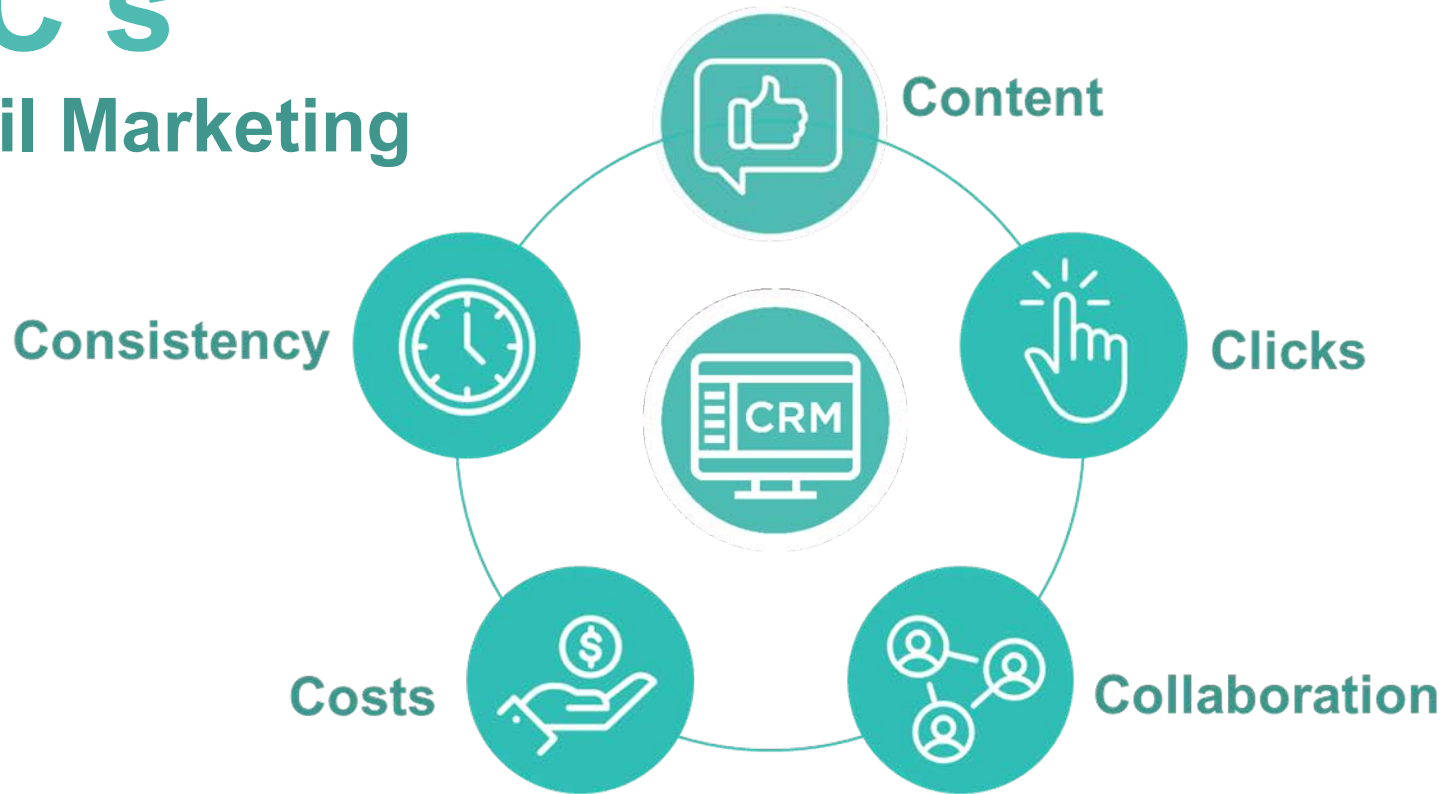 C's
il Marketing
Content
Consistency
Clicks
CRM
$
Costs
Collaboration